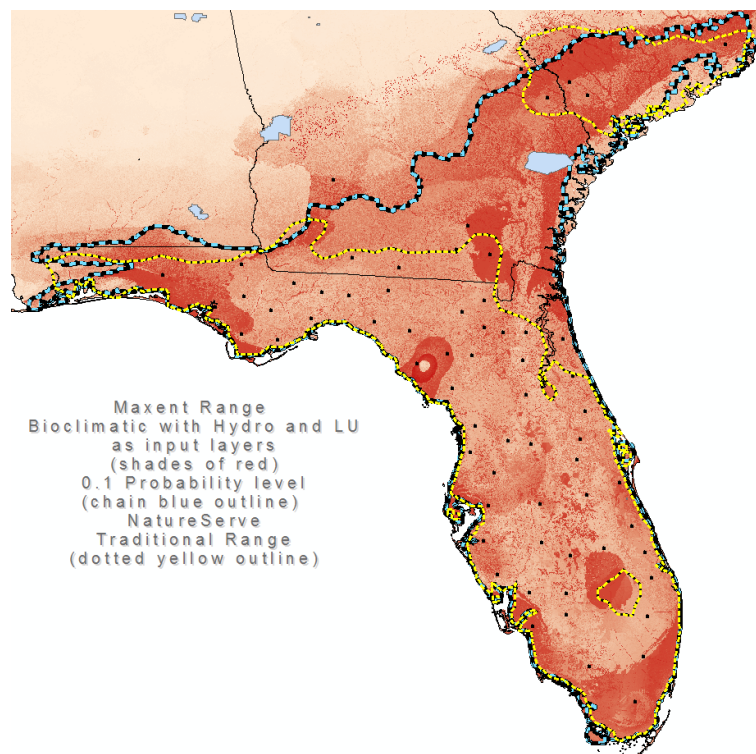 Maxent Range
Bioclimatic with Hydro and LU
as input layers
(shades of red)
0.1 Probability level
(chain blue outline)
NatureServe
Traditional Range
(dotted yellow outline)